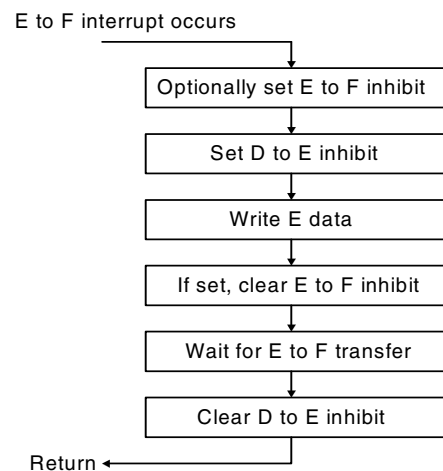 E to F interrupt occurs
Optionally set E to F inhibit
Set D to E inhibit
Write E data
If set, clear E to F inhibit
Wait for E to F transfer
Clear D to E inhibit
Return